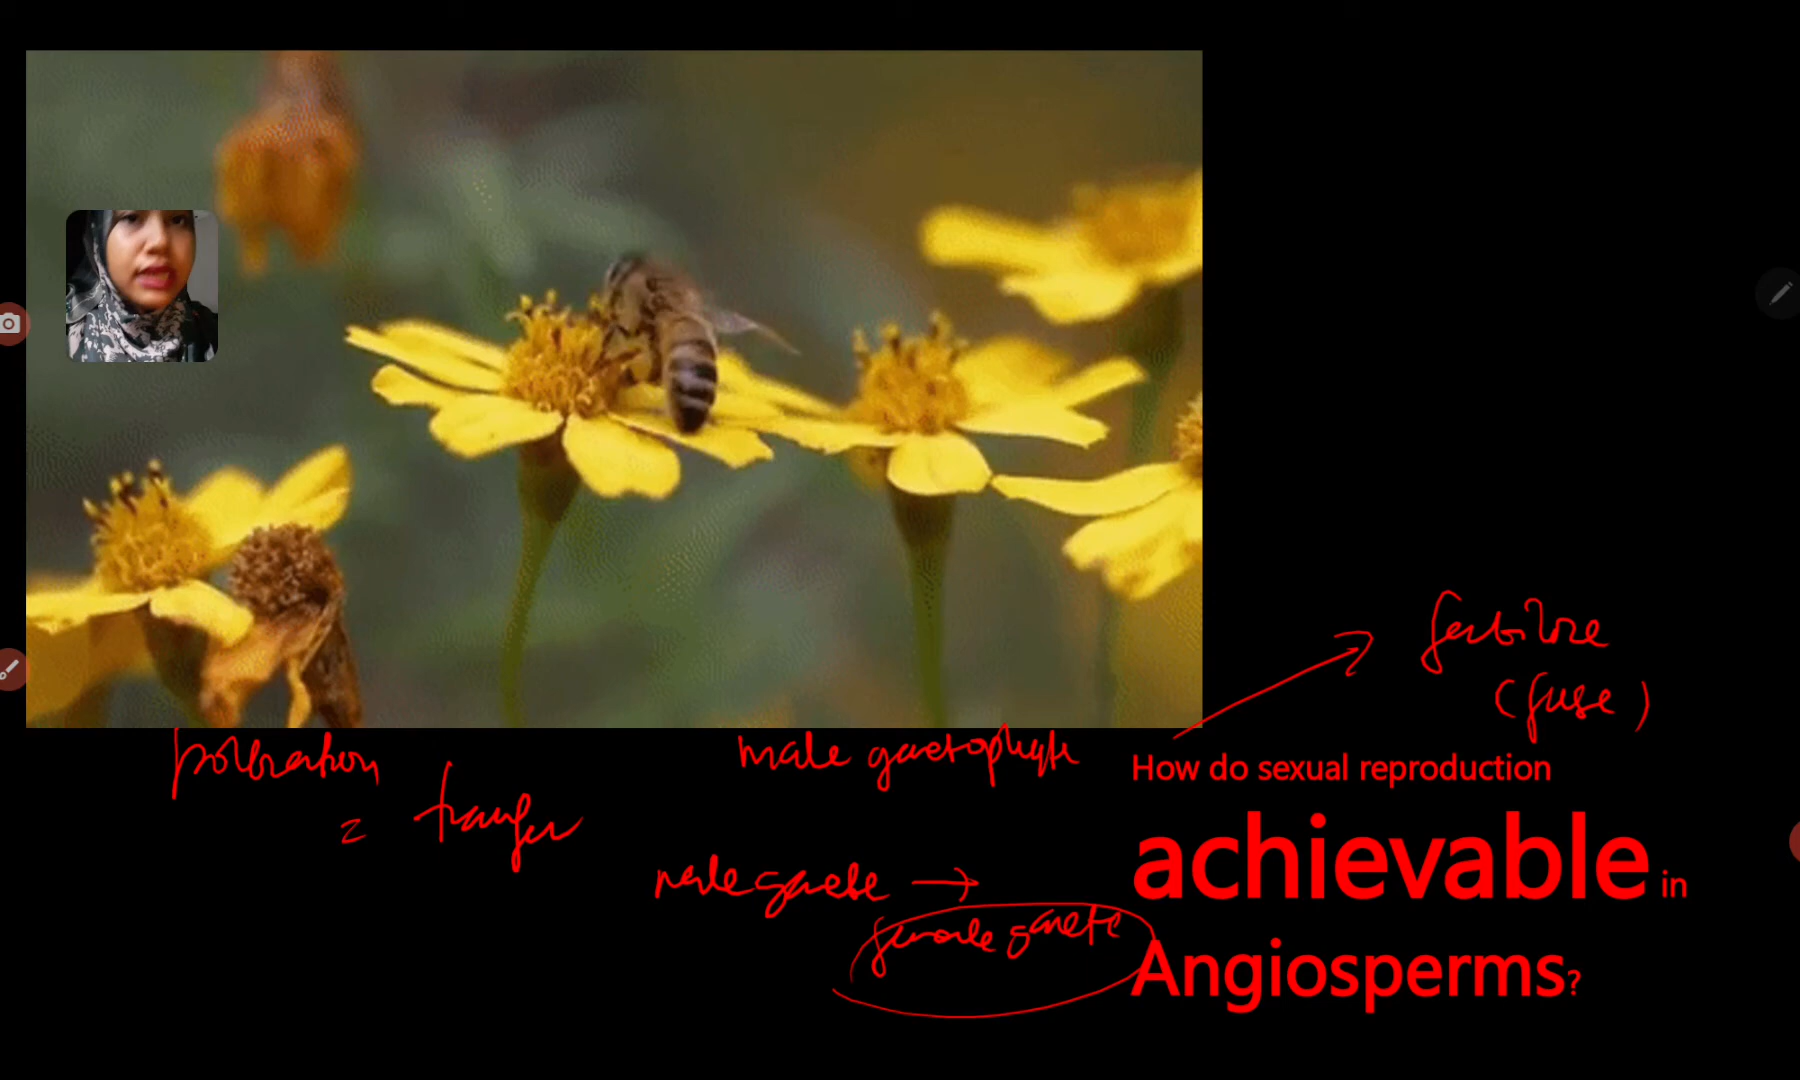 pollination
= transfer
male gametophyte
male gamete →
female gamete
fertilize
(fuse)
How do sexual reproduction
achievable in
Angiosperms?